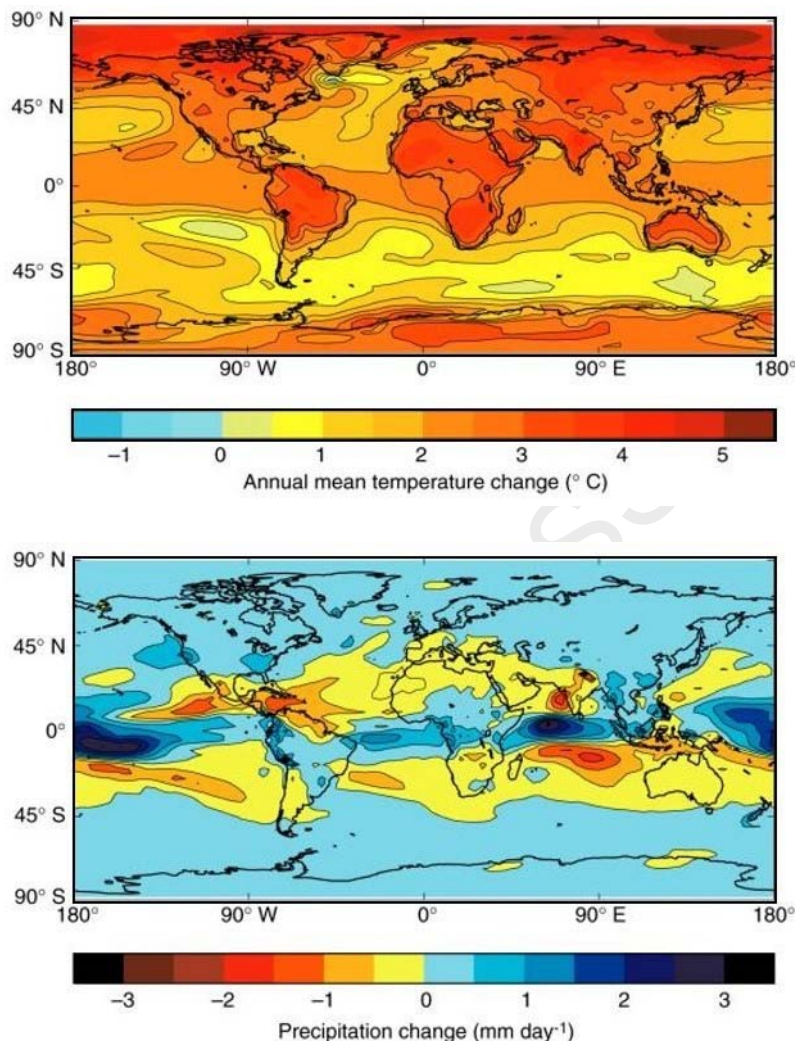 90° N
45° N
0°
45° S
90° S
180° 90° W 0° 90° E 180°
–1 0 1 2 3 4 5
Annual mean temperature change (° C)
90° N
45° N
0°
45° S
90° S
180° 90° W 0° 90° E 180°
–3 –2 –1 0 1 2 3
Precipitation change (mm day⁻¹)